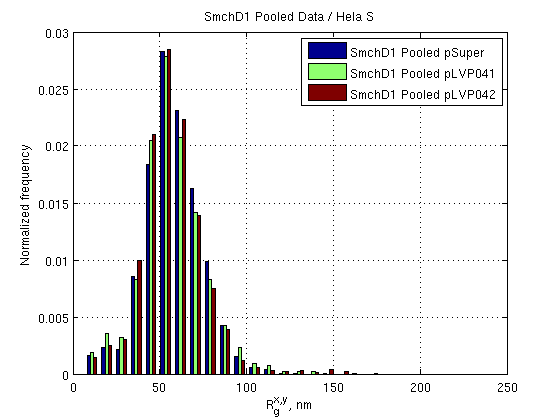 SmchD1 Pooled Data / Hela S
SmchD1 Pooled pSuper
SmchD1 Pooled pLVP041
SmchD1 Pooled pLVP042
Normalized frequency
0.03
0.025
0.02
0.015
0.01
0.005
0
0 50 100 150 200 250
R_g^{x,y}, nm